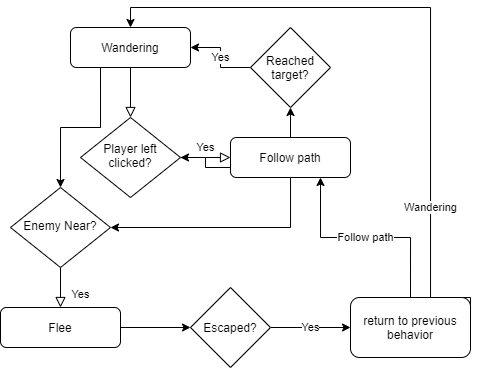 Wandering
Yes
Reached
target?
Player left
clicked?
Yes
Follow path
Enemy Near?
Wandering
Follow path
Yes
Flee
Escaped?
Yes
return to previous
behavior